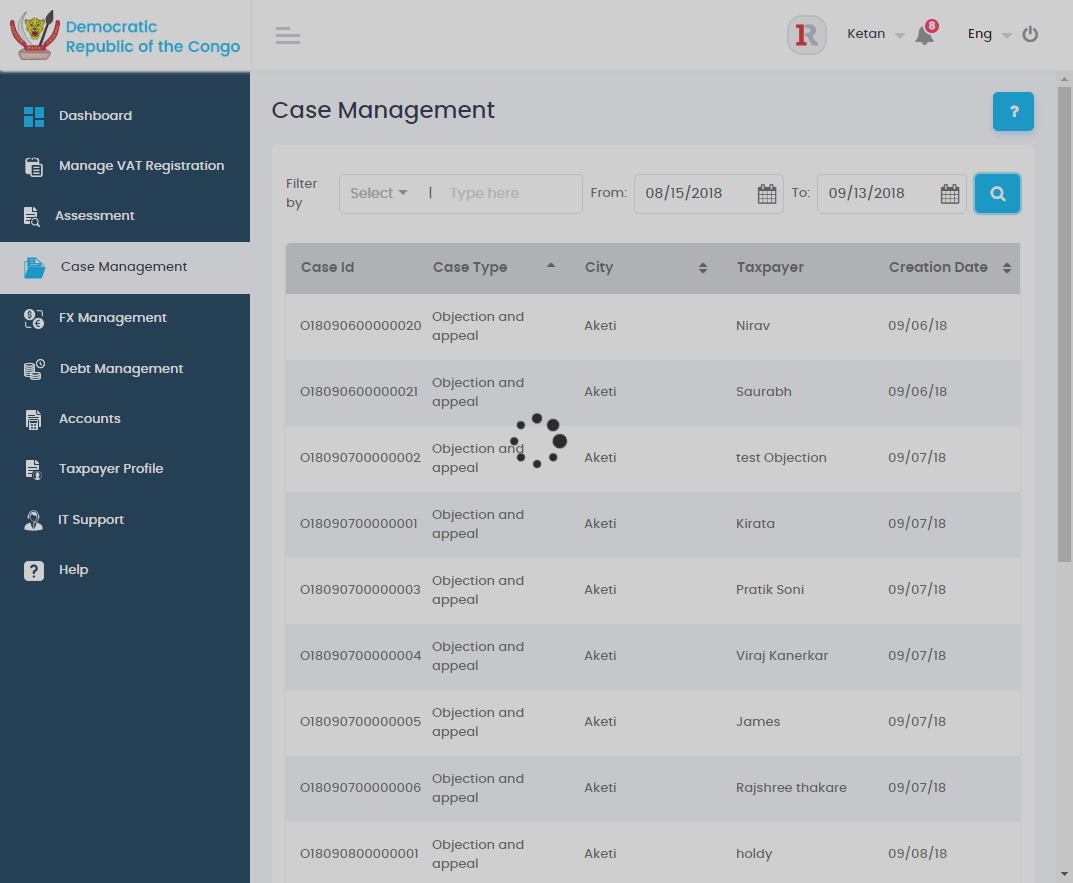 Democratic
Republic of the Congo
Ketan
8
Eng
Dashboard
Manage VAT Registration
Assessment
Case Management
FX Management
Debt Management
Accounts
Taxpayer Profile
IT Support
Help
Case Management
?
Filter by
Select | Type here
From: 08/15/2018
To: 09/13/2018
Case Id Case Type City Taxpayer Creation Date
O18090600000020 Objection and appeal Aketi Nirav 09/06/18
O18090600000021 Objection and appeal Aketi Saurabh 09/06/18
O18090700000002 Objection and appeal Aketi test Objection 09/07/18
O18090700000001 Objection and appeal Aketi Kirata 09/07/18
O18090700000003 Objection and appeal Aketi Pratik Soni 09/07/18
O18090700000004 Objection and appeal Aketi Viraj Kanerkar 09/07/18
O18090700000005 Objection and appeal Aketi James 09/07/18
O18090700000006 Objection and appeal Aketi Rajshree thakare 09/07/18
O18090800000001 Objection and appeal Aketi holdy 09/08/18